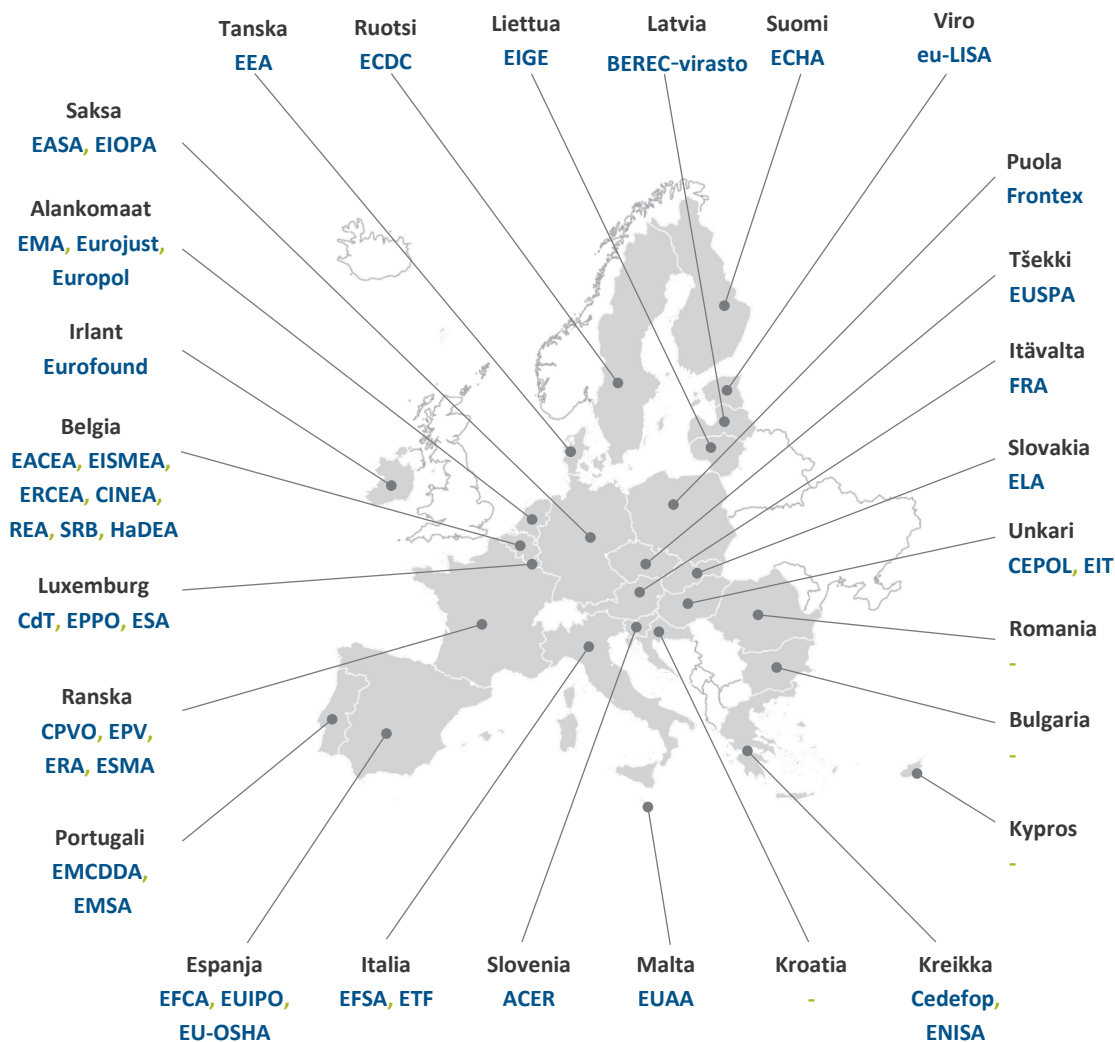 Tanska
EEA
Ruotsi
ECDC
Liettua
EIGE
Latvia
BEREC-virasto
Suomi
ECHA
Viro
eu-LISA
Saksa
EASA, EIOPA
Alankomaat
EMA, Eurojust,
Europol
Irlant
Eurofound
Belgia
EACEA, EISMEA,
ERCEA, CINEA,
REA, SRB, HaDEA
Luxemburg
CdT, EPPO, ESA
Ranska
CPVO, EPV,
ERA, ESMA
Portugali
EMCDDA,
EMSA
Puola
Frontex
Tšekki
EUSPA
Itävalta
FRA
Slovakia
ELA
Unkari
CEPOL, EIT
Romania
-
Bulgaria
-
Kypros
-
Espanja
EFCA, EUIPO,
EU-OSHA
Italia
EFSA, ETF
Slovenia
ACER
Malta
EUAA
Kroatia
-
Kreikka
Cedefop,
ENISA